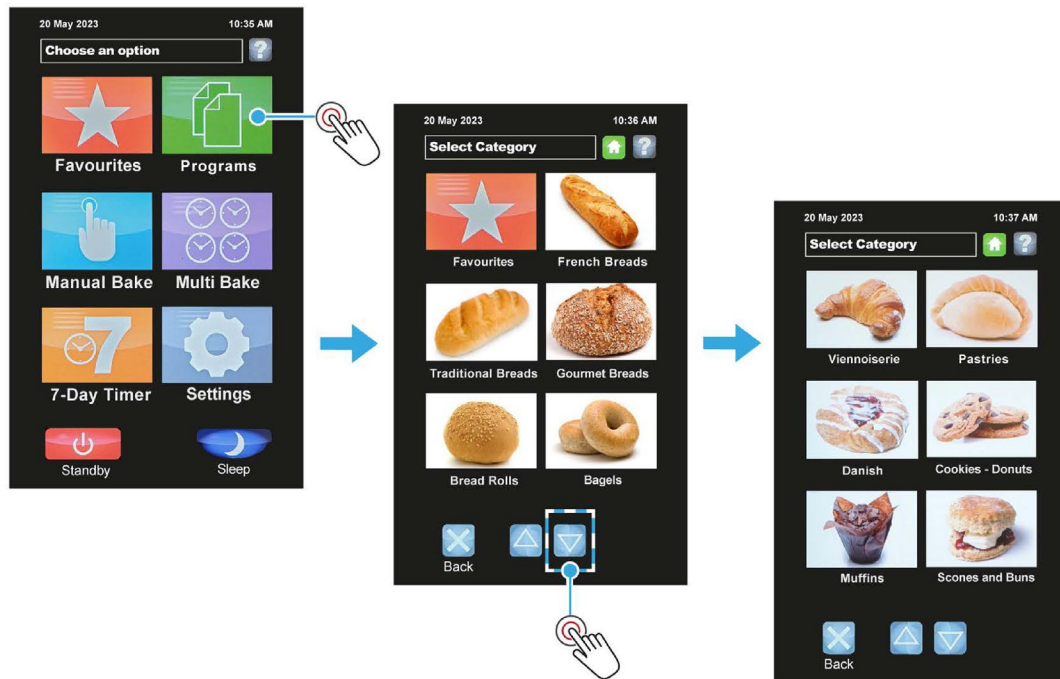 20 May 2023 10:35 AM
Choose an option ?
Favourites Programs
Manual Bake Multi Bake
7
7-Day Timer Settings
Standby Sleep
20 May 2023 10:36 AM
Select Category ?
Favourites French Breads
Traditional Breads Gourmet Breads
Bread Rolls Bagels
Back
20 May 2023 10:37 AM
Select Category ?
Viennoiserie Pastries
Danish Cookies - Donuts
Muffins Scones and Buns
Back